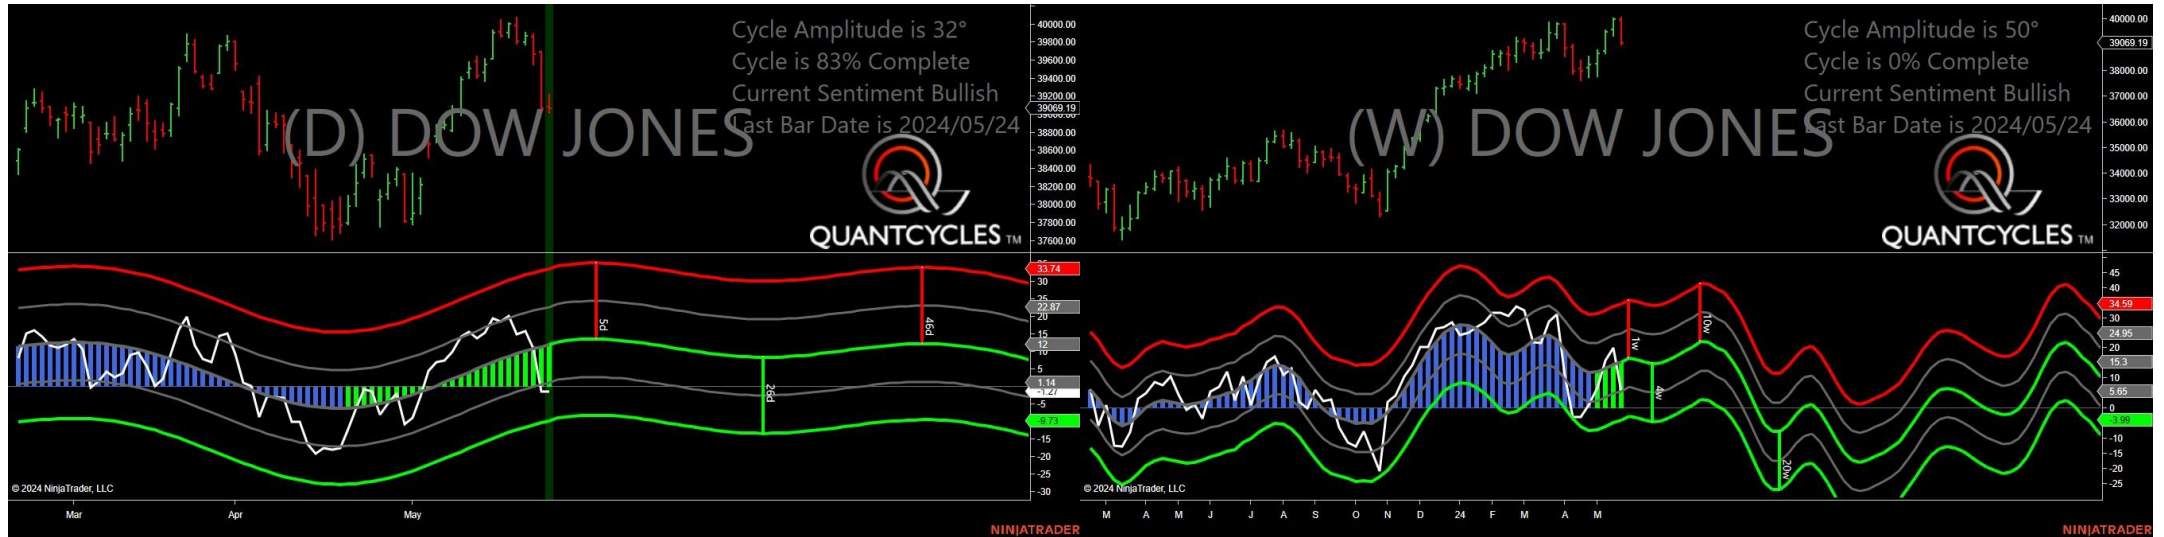 Cycle Amplitude is 32°
Cycle is 83% Complete
Current Sentiment Bullish
Last Bar Date is 2024/05/24
(D) DOW JONES
QUANTCYCLES TM
40000.00
39800.00
39600.00
39400.00
39200.00
39069.19
39000.00
38800.00
38600.00
38400.00
38200.00
38000.00
37800.00
37600.00
33.74
30
25
22.87
20
15
12
10
5
1.14
-1.27
-5
-9.73
-15
-20
-25
-30
5d
26d
46d
© 2024 NinjaTrader, LLC
Mar
Apr
May
NINJATRADER
Cycle Amplitude is 50°
Cycle is 0% Complete
Current Sentiment Bullish
Last Bar Date is 2024/05/24
(W) DOW JONES
QUANTCYCLES TM
40000.00
39069.19
38000.00
37000.00
36000.00
35000.00
34000.00
33000.00
32000.00
45
40
34.59
30
24.95
20
15.3
10
5.65
0
-3.99
-10
-15
-20
-25
1w
4w
10w
20w
© 2024 NinjaTrader, LLC
M A M J J A S O N D 24 F M A M
NINJATRADER